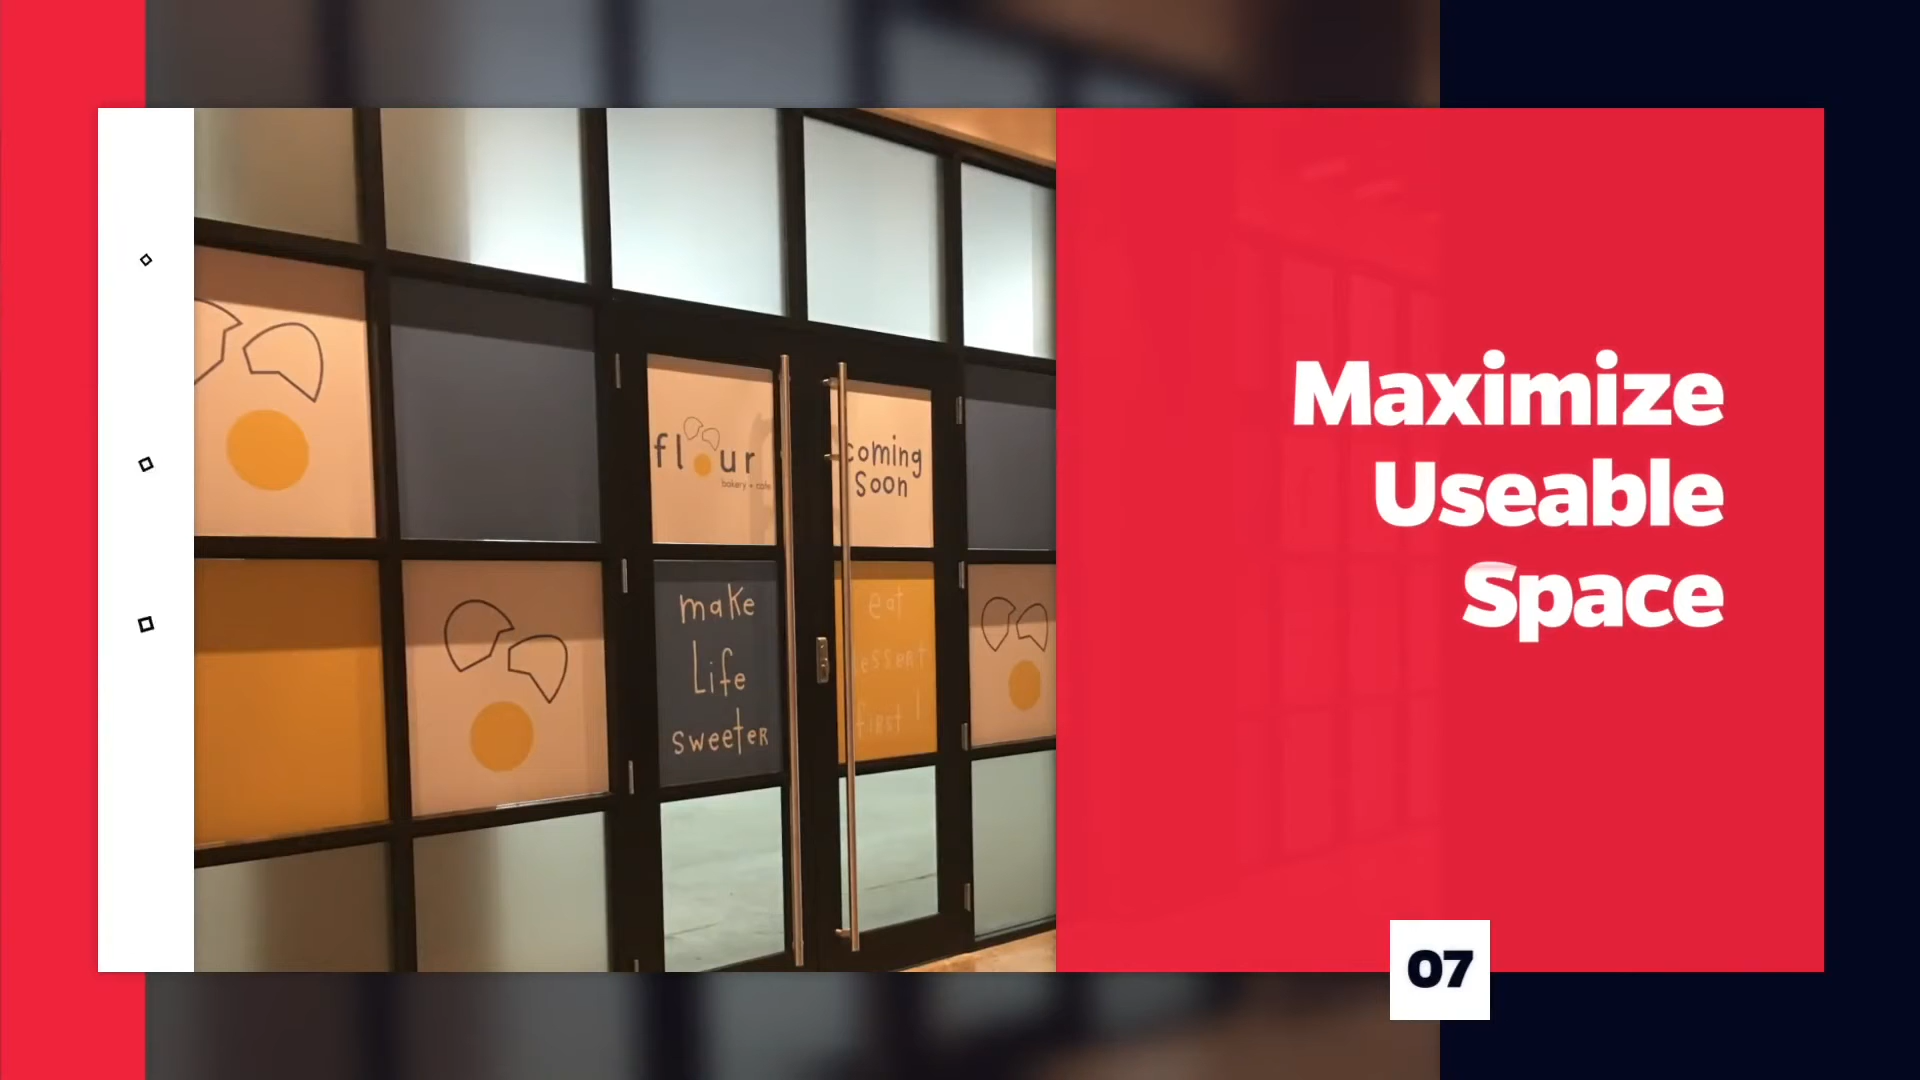 flour
bakery + cafe
coming
Soon
make
Life
sweeter
eat
first!
Maximize
Useable
Space
07